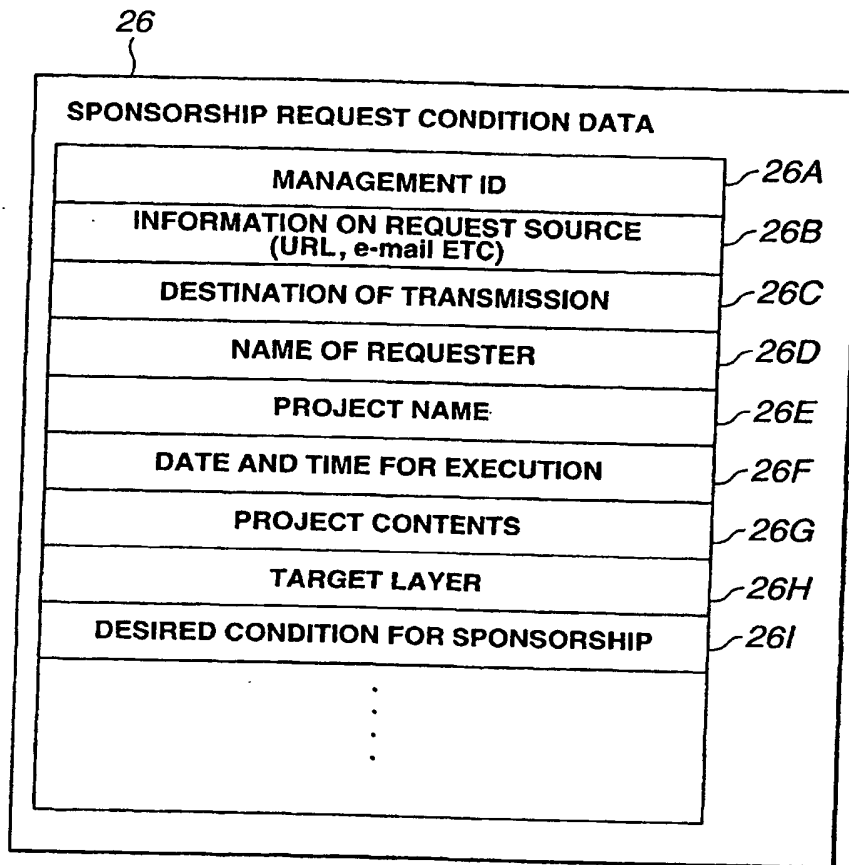 26
SPONSORSHIP REQUEST CONDITION DATA
MANAGEMENT ID 26A
INFORMATION ON REQUEST SOURCE 26B
(URL, e-mail ETC)
DESTINATION OF TRANSMISSION 26C
NAME OF REQUESTER 26D
PROJECT NAME 26E
DATE AND TIME FOR EXECUTION 26F
PROJECT CONTENTS 26G
TARGET LAYER 26H
DESIRED CONDITION FOR SPONSORSHIP 26I